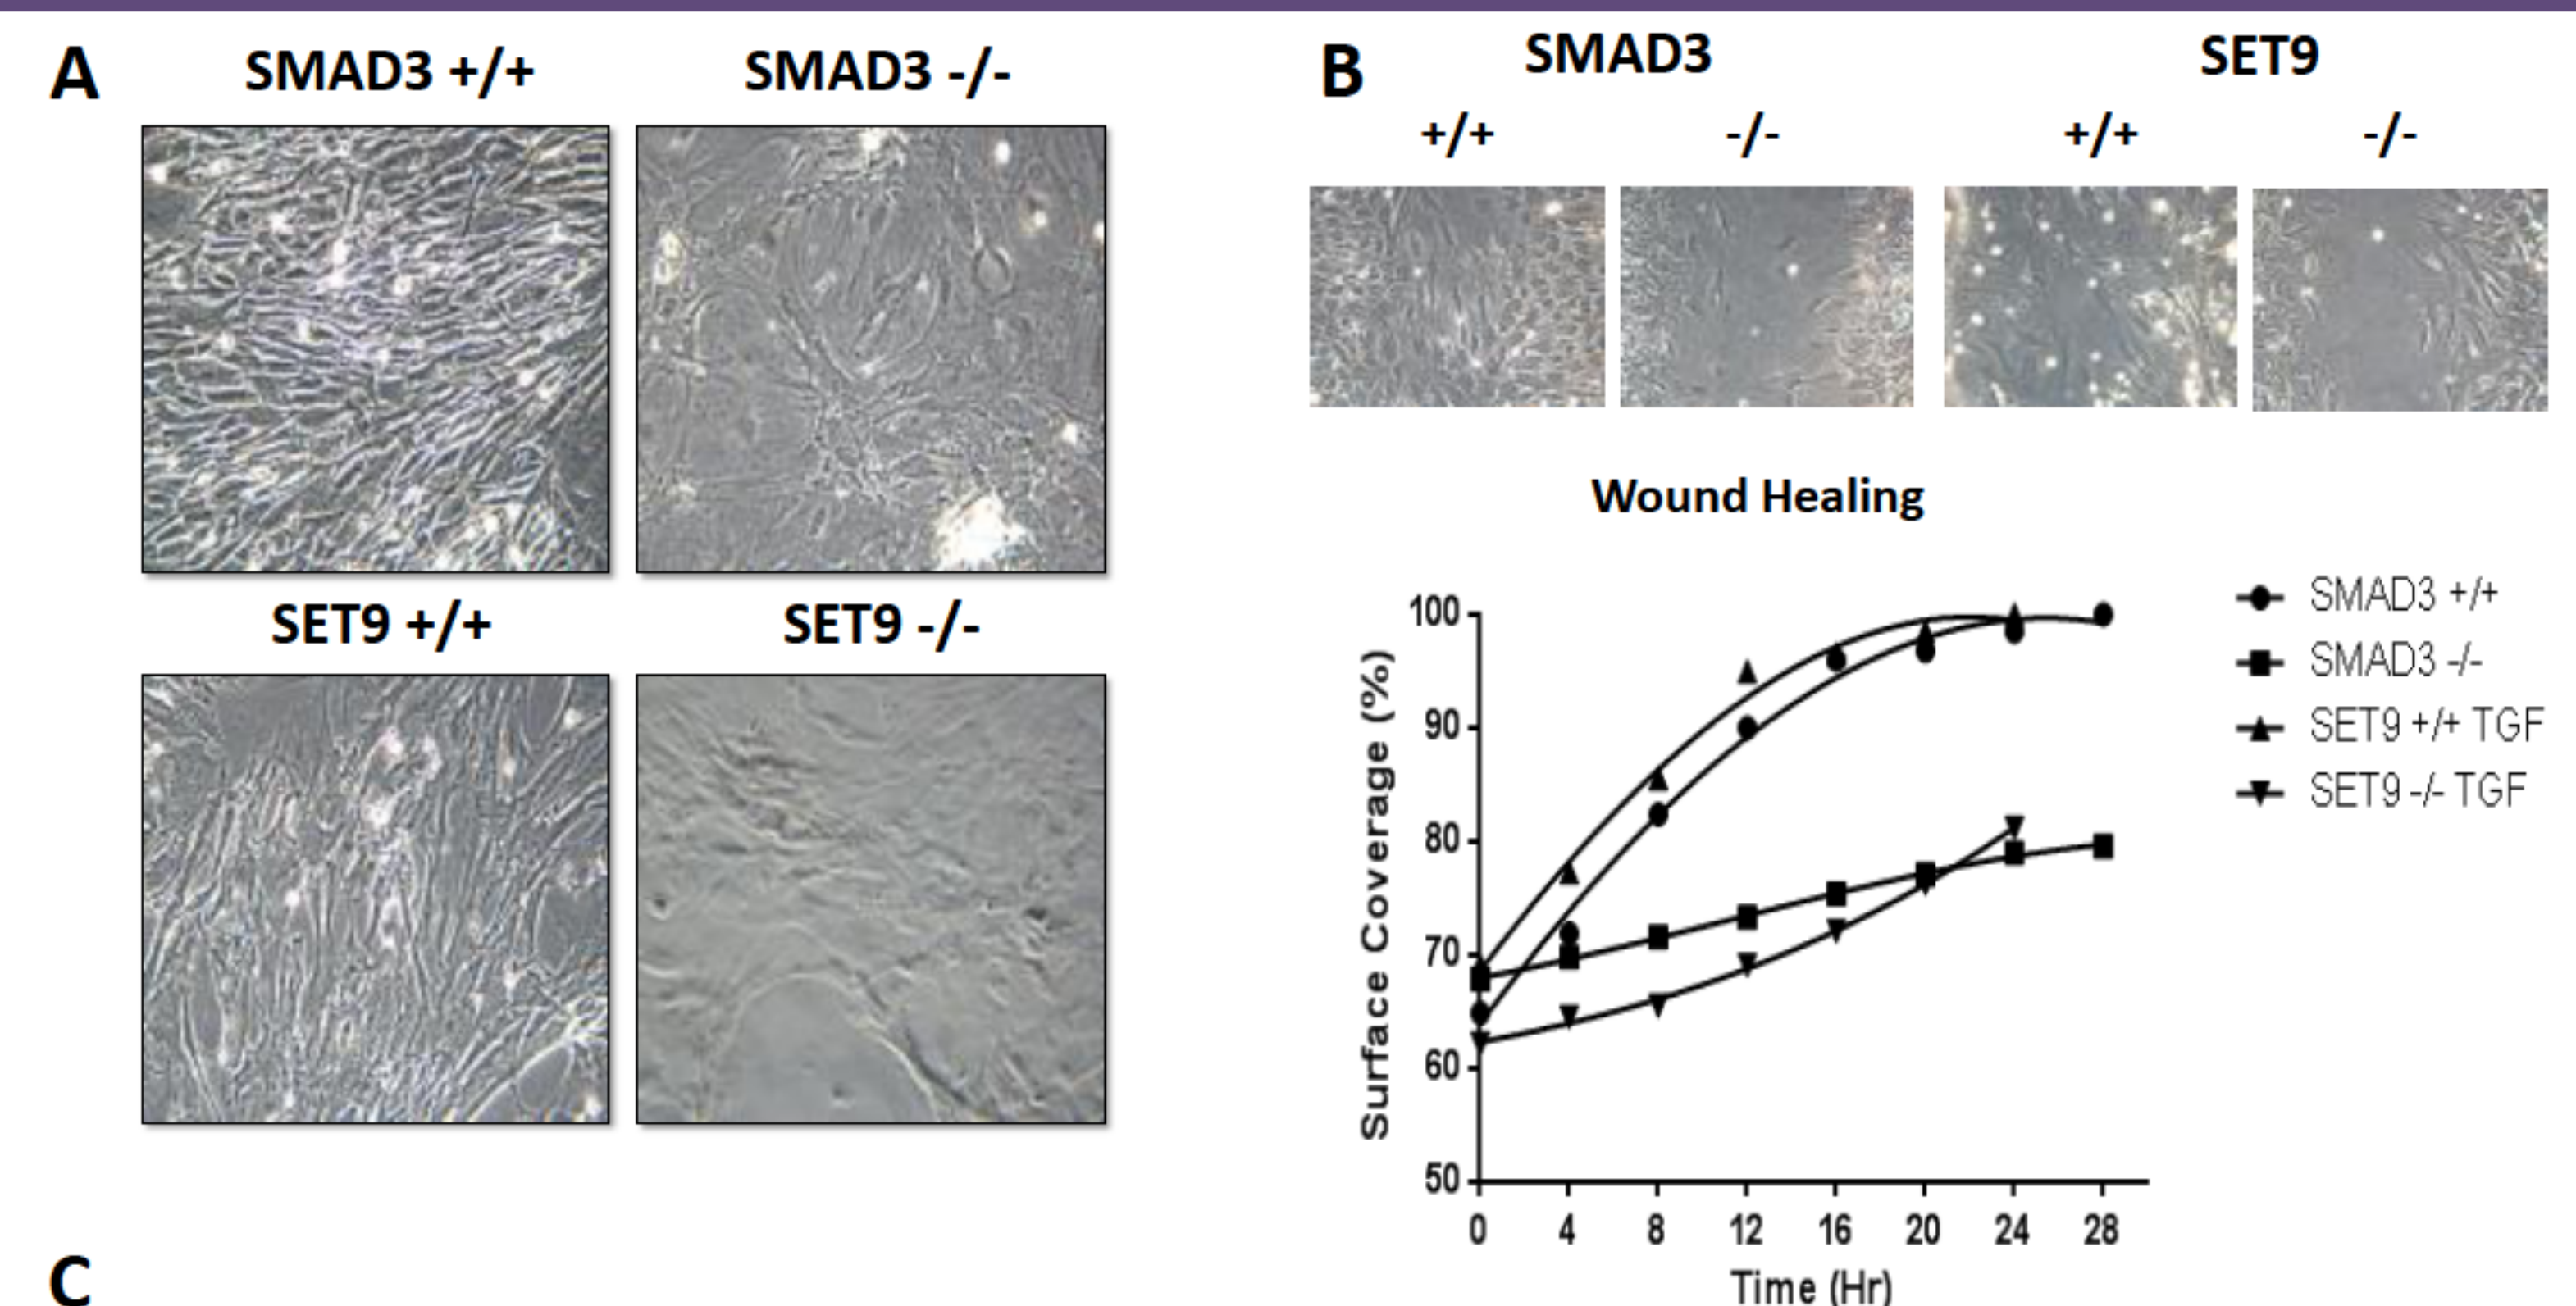 A
SMAD3 +/+
SMAD3 -/-
SET9 +/+
SET9 -/-
B
SMAD3
SET9
+/+
-/-
+/+
-/-
Wound Healing
Surface Coverage (%)
100
90
80
70
60
50
0 4 8 12 16 20 24 28
Time (Hr)
SMAD3 +/+
SMAD3 -/-
SET9 +/+ TGF
SET9 -/- TGF
C